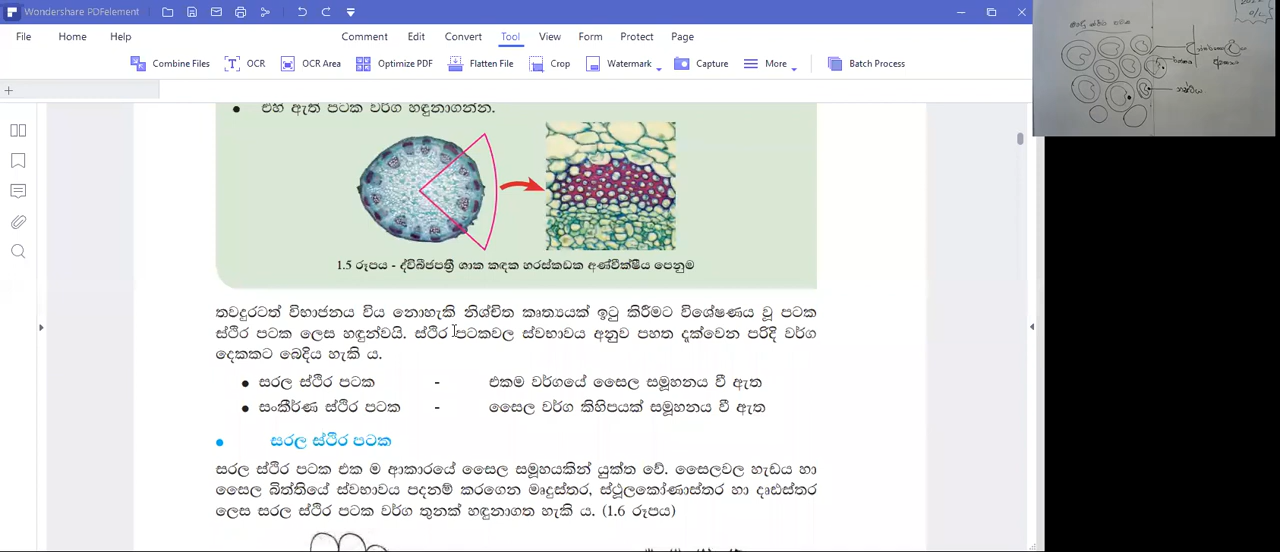 Wondershare PDFelement
File Home Help Comment Edit Convert Tool View Form Protect Page
Combine Files OCR OCR Area Optimize PDF Flatten File Crop Watermark Capture More Batch Process
එහි ඇති පටක වර්ග හඳුනාගන්න.
1.5 රූපය - ද්විබීජපත්‍රී ශාක කඳක හරස්කඩක අණ්වීක්ෂීය පෙනුම
තවදුරටත් විභාජනය විය නොහැකි නිශ්චිත කෘත්‍යයක් ඉටු කිරීමට විශේෂණය වූ පටක
ස්ථිර පටක ලෙස හඳුන්වයි. ස්ථිර පටකවල ස්වභාවය අනුව පහත දැක්වෙන පරිදි වර්ග
දෙකකට බෙදිය හැකි ය.
සරල ස්ථිර පටක - එකම වර්ගයේ සෛල සමූහනය වී ඇත
සංකීර්ණ ස්ථිර පටක - සෛල වර්ග කිහිපයක් සමූහනය වී ඇත
සරල ස්ථිර පටක
සරල ස්ථිර පටක එක ම ආකාරයේ සෛල සමූහයකින් යුක්ත වේ. සෛලවල හැඩය හා
සෛල බිත්තියේ ස්වභාවය පදනම් කරගෙන මෘදුස්තර, ස්ථූලකෝණාස්තර හා දෘඪස්තර
ලෙස සරල ස්ථිර පටක වර්ග තුනක් හඳුනාගත හැකි ය. (1.6 රූපය)